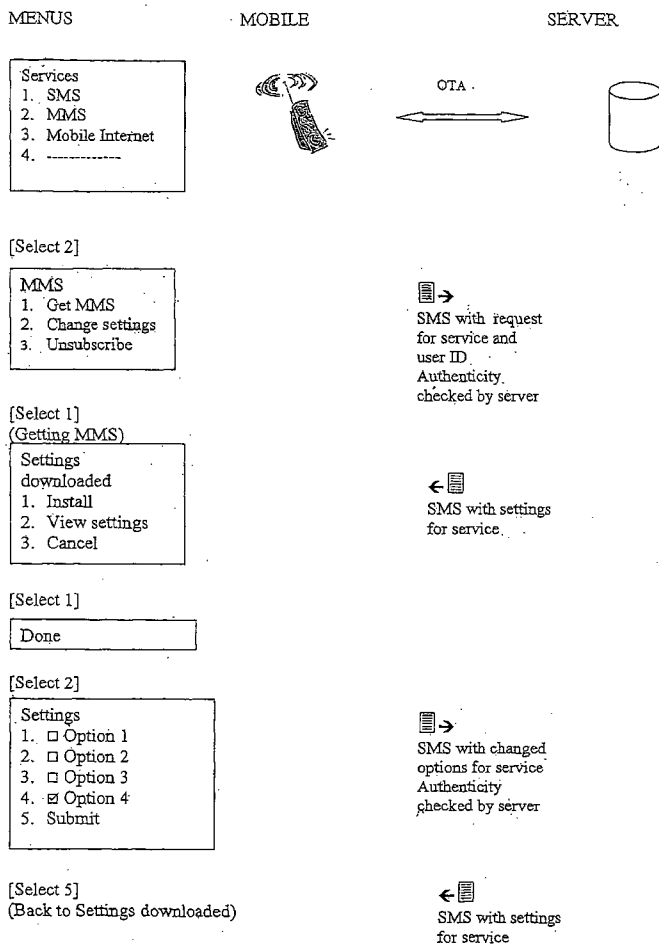 MENUS MOBILE SERVER
Services
1. SMS
2. MMS
3. Mobile Internet
4. -------------
OTA
[Select 2]
MMS
1. Get MMS
2. Change settings
3. Unsubscribe
SMS with request
for service and
user ID
Authenticity
checked by server
[Select 1]
(Getting MMS)
Settings
downloaded
1. Install
2. View settings
3. Cancel
SMS with settings
for service
[Select 1]
Done
[Select 2]
Settings
1. □ Option 1
2. □ Option 2
3. □ Option 3
4. ☑ Option 4
5. Submit
SMS with changed
options for service
Authenticity
checked by server
[Select 5]
(Back to Settings downloaded)
SMS with settings
for service